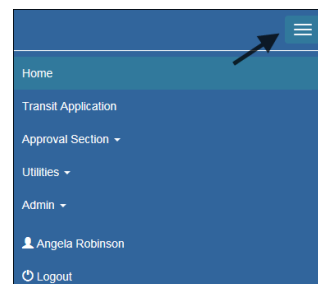 Home
Transit Application
Approval Section
Utilities
Admin
Angela Robinson
Logout